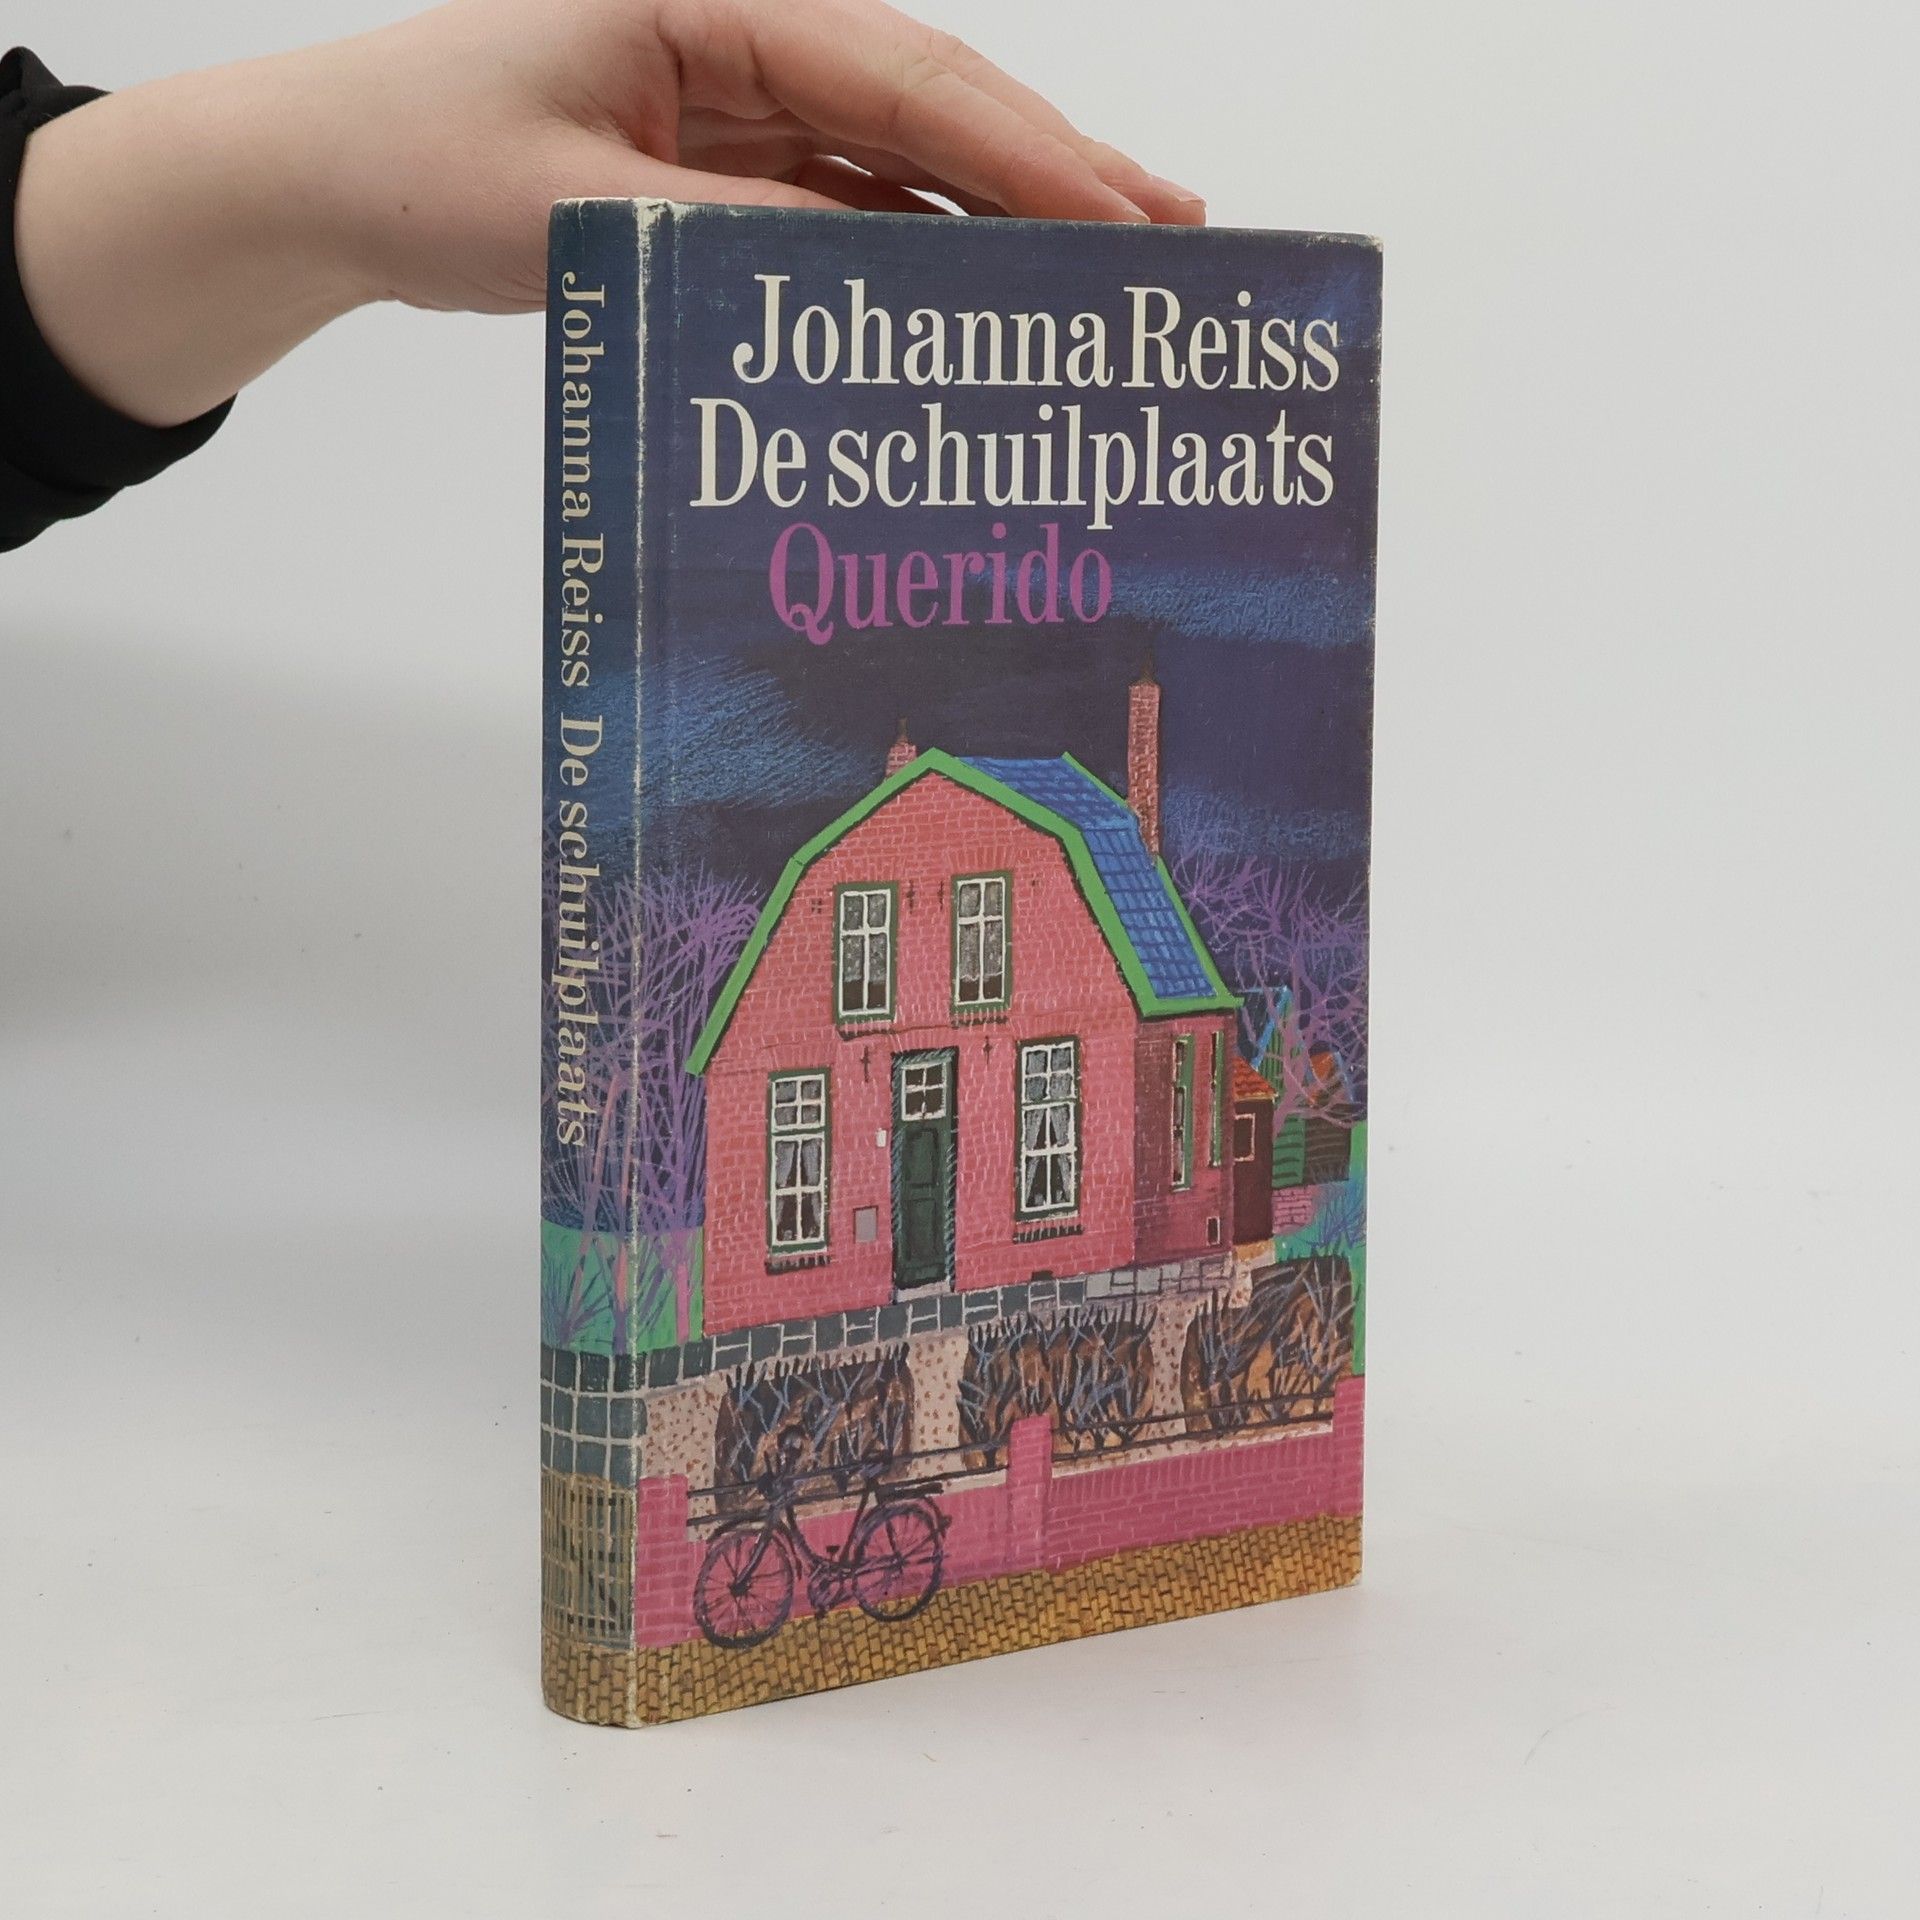 Johanna Reiss
De schuilplaats
Querido
Johanna Reiss De schuilplaats